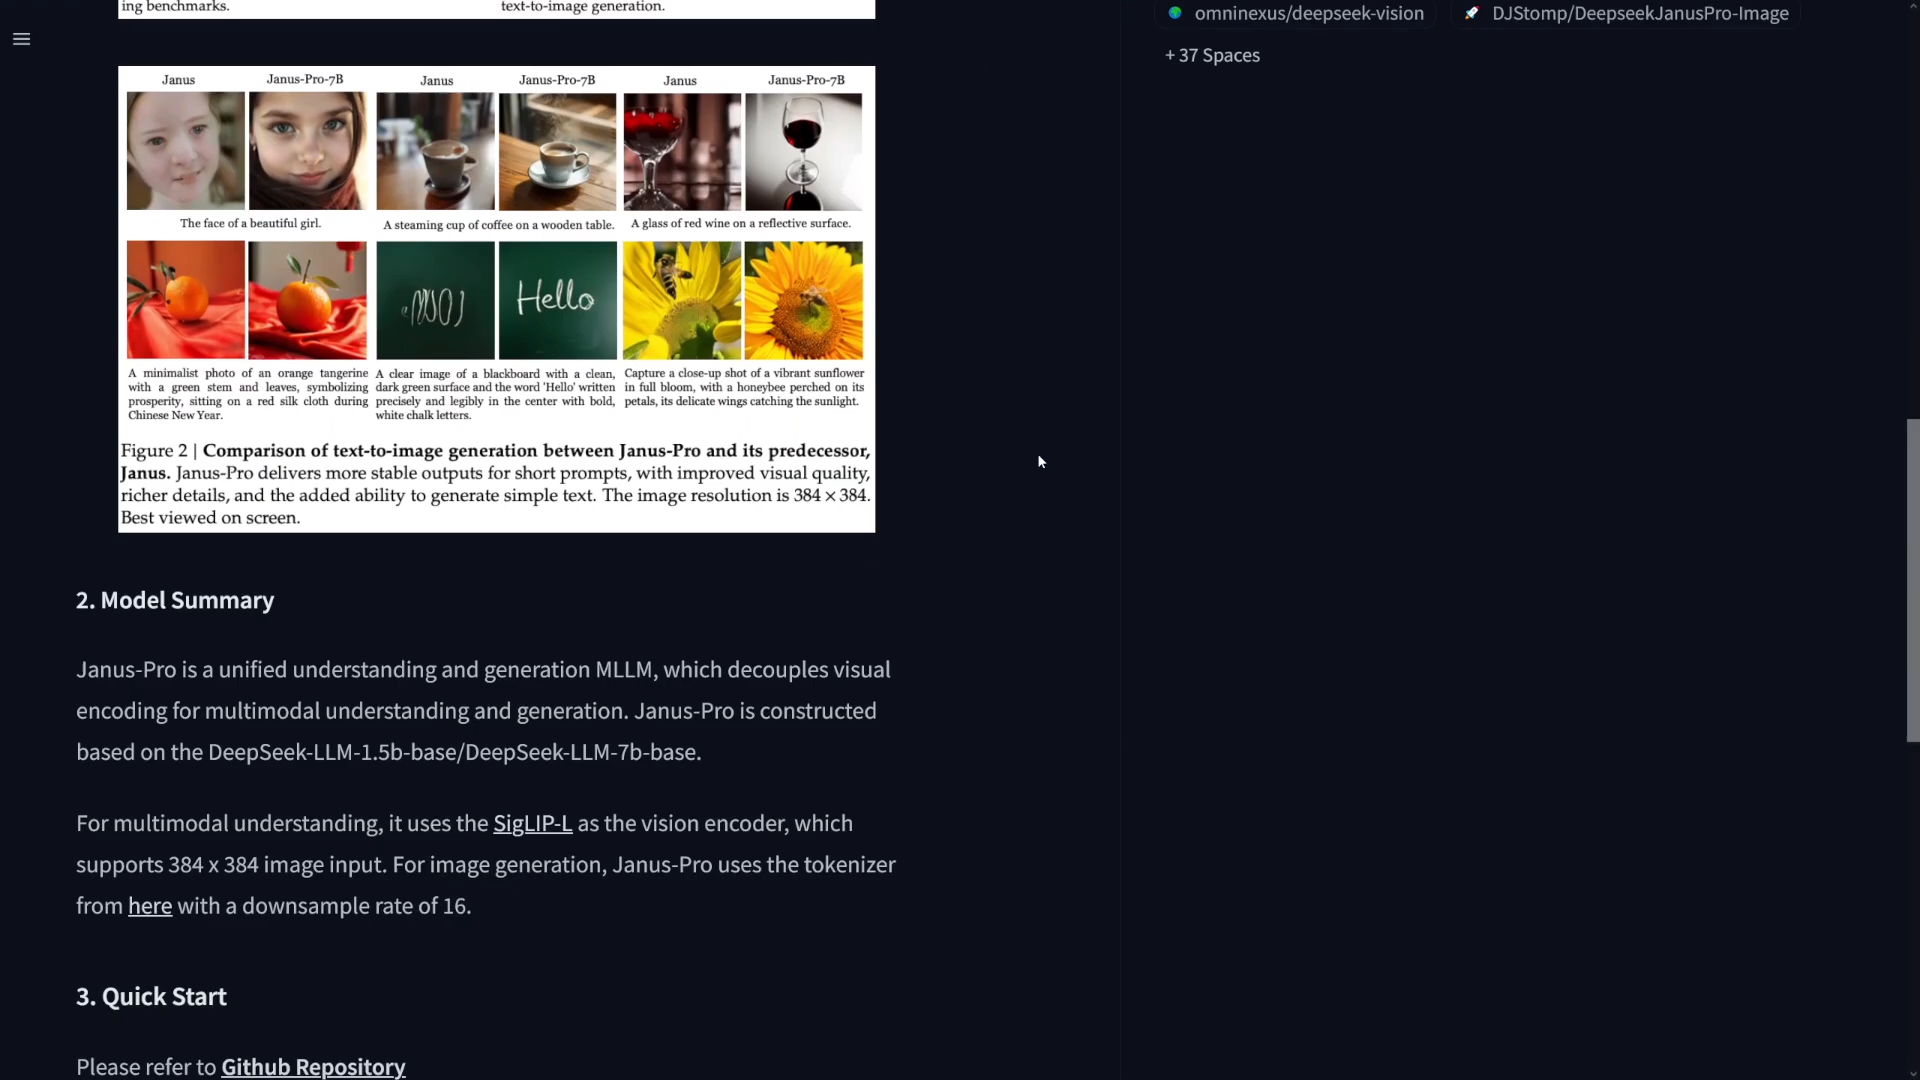 ing benchmarks.
text-to-image generation.
omninexus/deepseek-vision
DJStomp/DeepseekJanusPro-Image
+ 37 Spaces
Janus
Janus-Pro-7B
Janus
Janus-Pro-7B
Janus
Janus-Pro-7B
The face of a beautiful girl.
A steaming cup of coffee on a wooden table.
A glass of red wine on a reflective surface.
Hello
A minimalist photo of an orange tangerine
with a green stem and leaves, symbolizing
prosperity, sitting on a red silk cloth during
Chinese New Year.
A clear image of a blackboard with a clean,
dark green surface and the word 'Hello' written
precisely and legibly in the center with bold,
white chalk letters.
Capture a close-up shot of a vibrant sunflower
in full bloom, with a honeybee perched on its
petals, its delicate wings catching the sunlight.
Figure 2 | Comparison of text-to-image generation between Janus-Pro and its predecessor,
Janus. Janus-Pro delivers more stable outputs for short prompts, with improved visual quality,
richer details, and the added ability to generate simple text. The image resolution is 384 × 384.
Best viewed on screen.
2. Model Summary
Janus-Pro is a unified understanding and generation MLLM, which decouples visual
encoding for multimodal understanding and generation. Janus-Pro is constructed
based on the DeepSeek-LLM-1.5b-base/DeepSeek-LLM-7b-base.
For multimodal understanding, it uses the SigLIP-L as the vision encoder, which
supports 384 x 384 image input. For image generation, Janus-Pro uses the tokenizer
from here with a downsample rate of 16.
3. Quick Start
Please refer to Github Repository